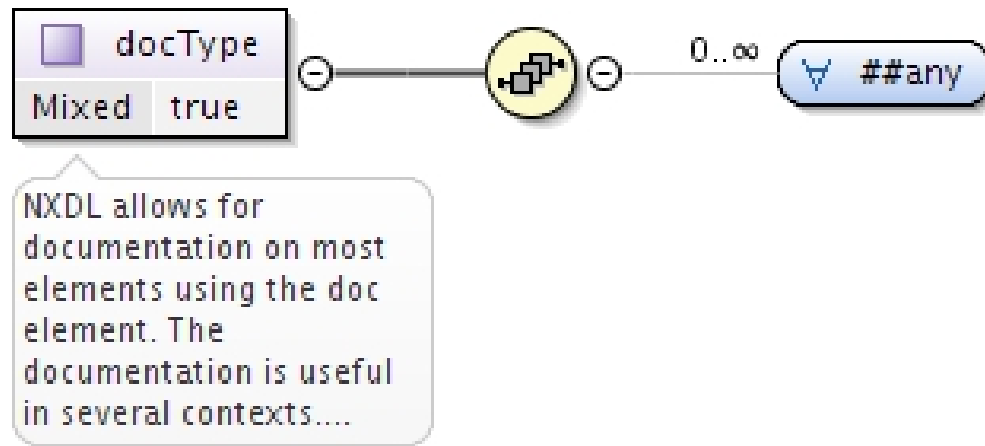 docType
0..∞
##any
Mixed true
NXDL allows for
documentation on most
elements using the doc
element. The
documentation is useful
in several contexts....